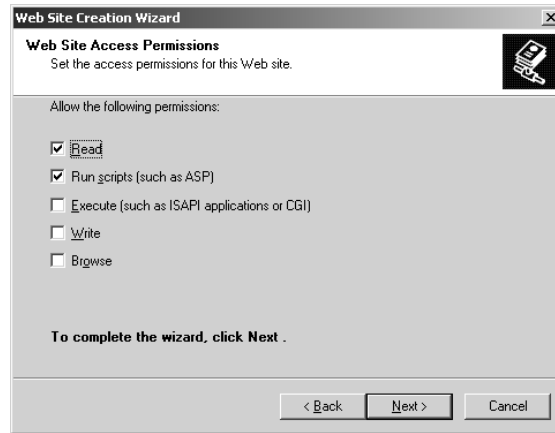 Web Site Creation Wizard
Web Site Access Permissions
Set the access permissions for this Web site.
Allow the following permissions:
Read
Run scripts (such as ASP)
Execute (such as ISAPI applications or CGI)
Write
Browse
To complete the wizard, click Next .
< Back Next > Cancel